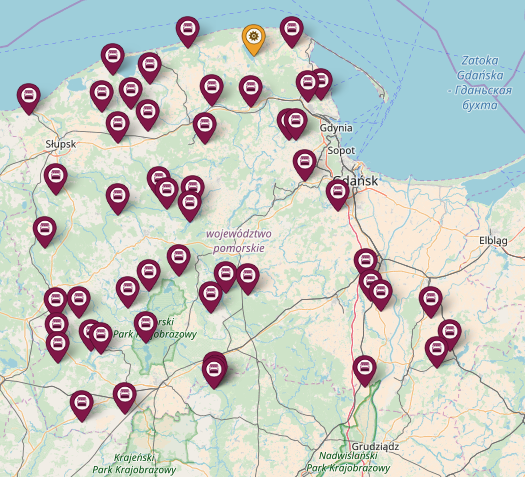 Zatoka
Gdańska
- Гданьская
бухта
Gdynia
Słupsk
Sopot
Gdańsk
województwo
pomorskie
Elbląg
Park Krajobrazowy
Grudziądz
Krajeński
Park Krajobrazowy
Nadwiślański
Park Krajobrazowy